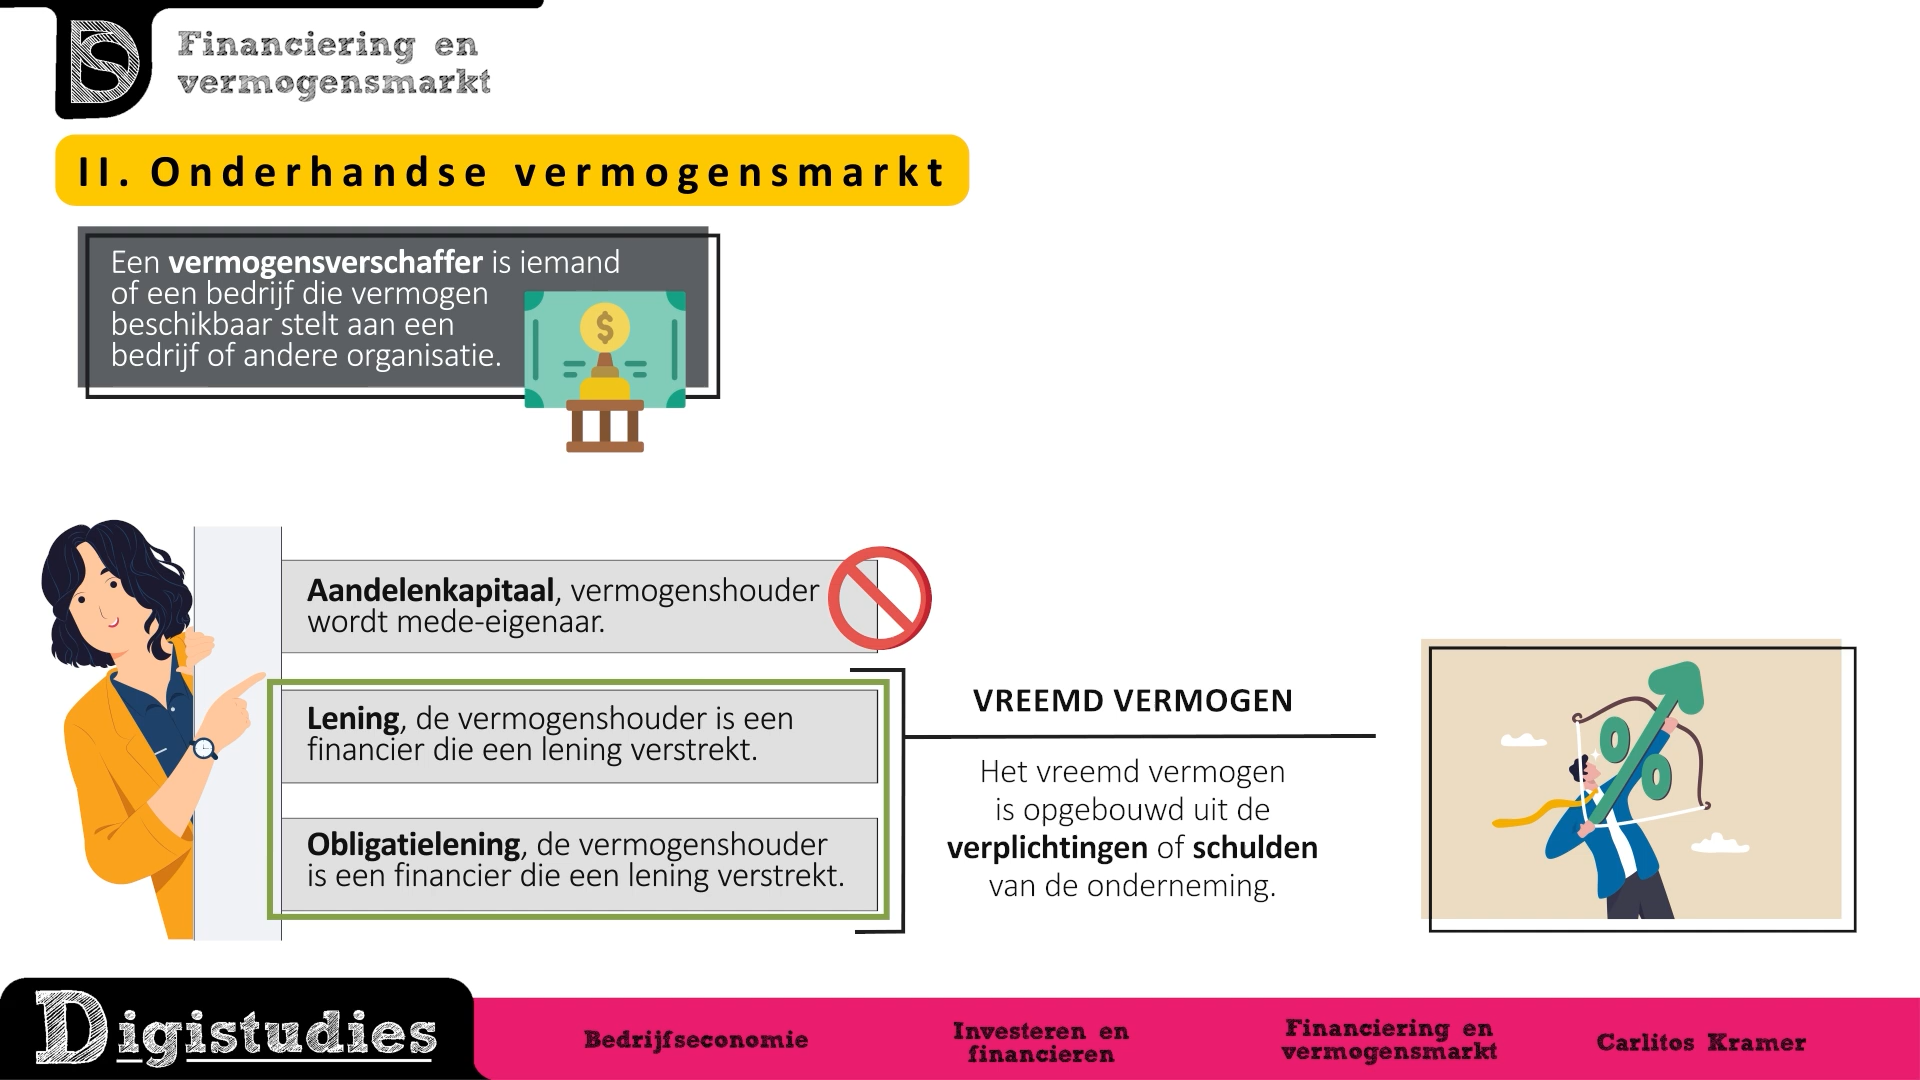 Financiering en
vermogensmarkt
II. Onderhandse vermogensmarkt
Een vermogensverschaffer is iemand
of een bedrijf die vermogen
beschikbaar stelt aan een
bedrijf of andere organisatie.
$
Aandelenkapitaal, vermogenshouder
wordt mede-eigenaar.
Lening, de vermogenshouder is een
financier die een lening verstrekt.
Obligatielening, de vermogenshouder
is een financier die een lening verstrekt.
VREEMD VERMOGEN
Het vreemd vermogen
is opgebouwd uit de
verplichtingen of schulden
van de onderneming.
Digistudies
Bedrijfseconomie
Investeren en
financieren
Financiering en
vermogensmarkt
Carlitos Kramer